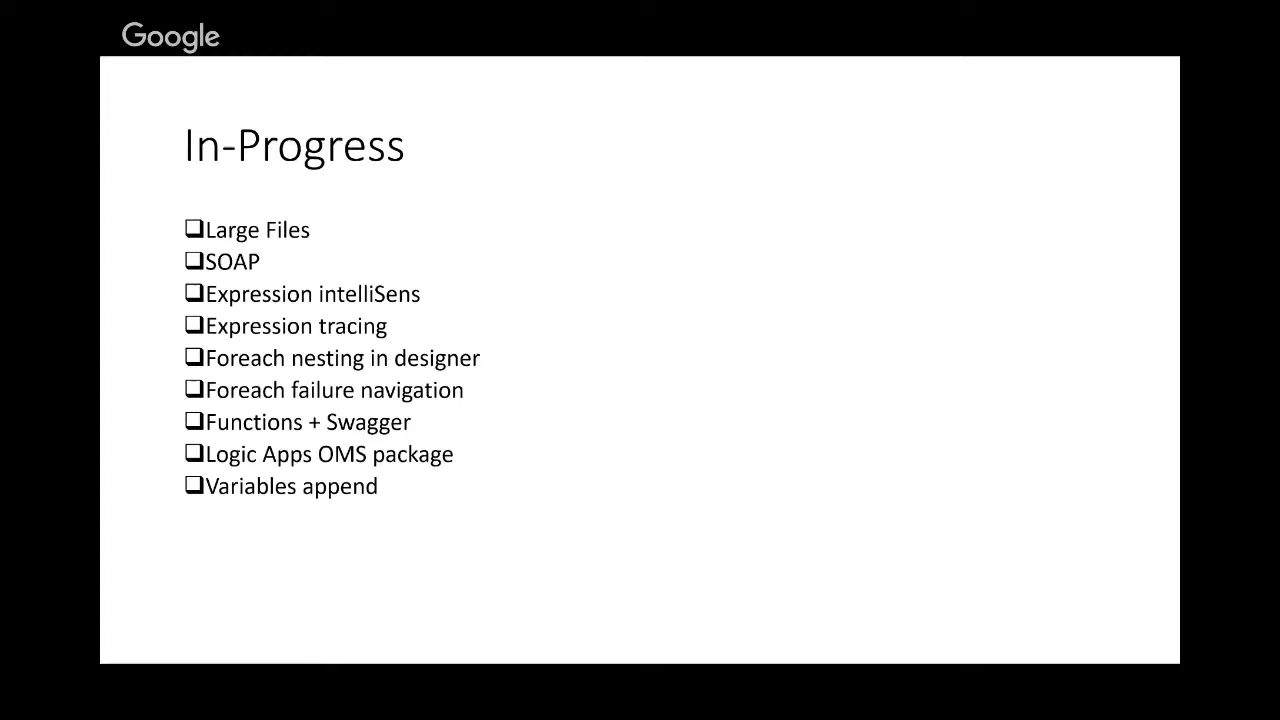 Google
In-Progress
❑Large Files
❑SOAP
❑Expression intelliSens
❑Expression tracing
❑Foreach nesting in designer
❑Foreach failure navigation
❑Functions + Swagger
❑Logic Apps OMS package
❑Variables append